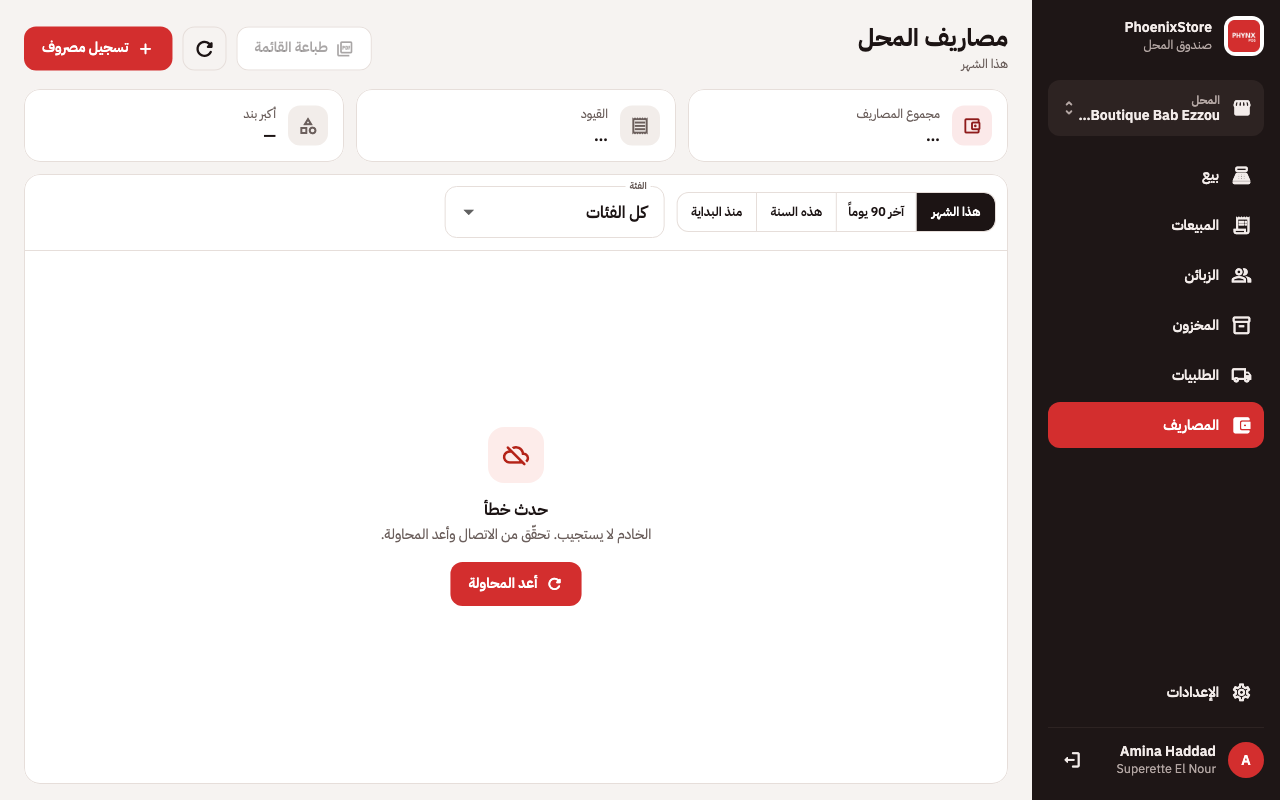 PhoenixStore
صندوق المحل
PHYNX
POS
المحل
Boutique Bab Ezzou...
بيع
المبيعات
الزبائن
المخزون
الطلبيات
المصاريف
الإعدادات
Amina Haddad
Superette El Nour
A
مصاريف المحل
هذا الشهر
طباعة القائمة
تسجيل مصروف
مجموع المصاريف
...
القيود
...
أكبر بند
—
هذا الشهر
آخر 90 يوماً
هذه السنة
منذ البداية
الفئة
كل الفئات
حدث خطأ
الخادم لا يستجيب. تحقّق من الاتصال وأعد المحاولة.
أعد المحاولة